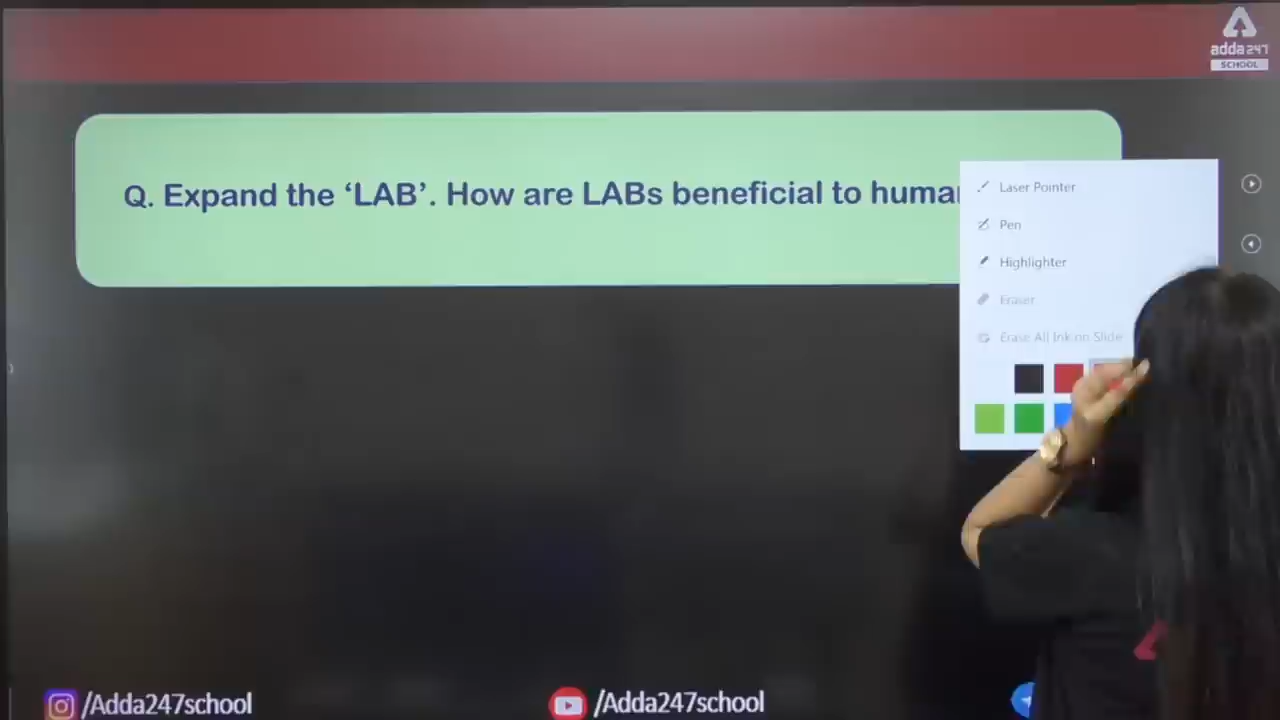 adda247
SCHOOL
Q. Expand the ‘LAB’. How are LABs beneficial to
Laser Pointer
Pen
Highlighter
Eraser
Erase All Ink on Slide
/Adda247school
/Adda247school